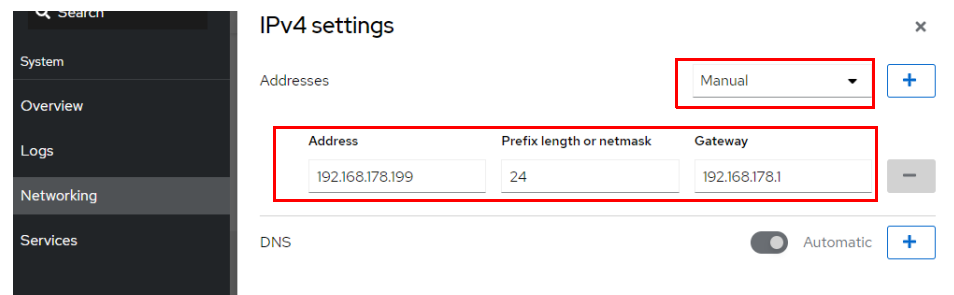 Search
System
Overview
Logs
Networking
Services
IPv4 settings
Addresses
Manual
Address Prefix length or netmask Gateway
192.168.178.199 24 192.168.178.1
DNS Automatic